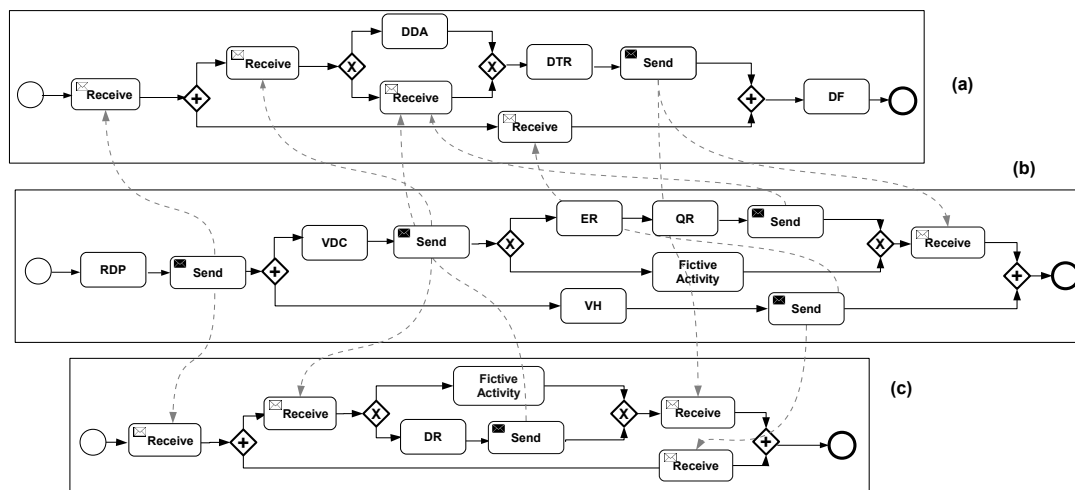 DDA
Receive
DTR
Send
Receive
(a)
DF
Receive
Receive
(b)
ER
QR
Send
VDC
Send
Receive
RDP
Send
Fictive
Activity
VH
Send
Fictive
Activity
(c)
Receive
Receive
Receive
DR
Send
Receive